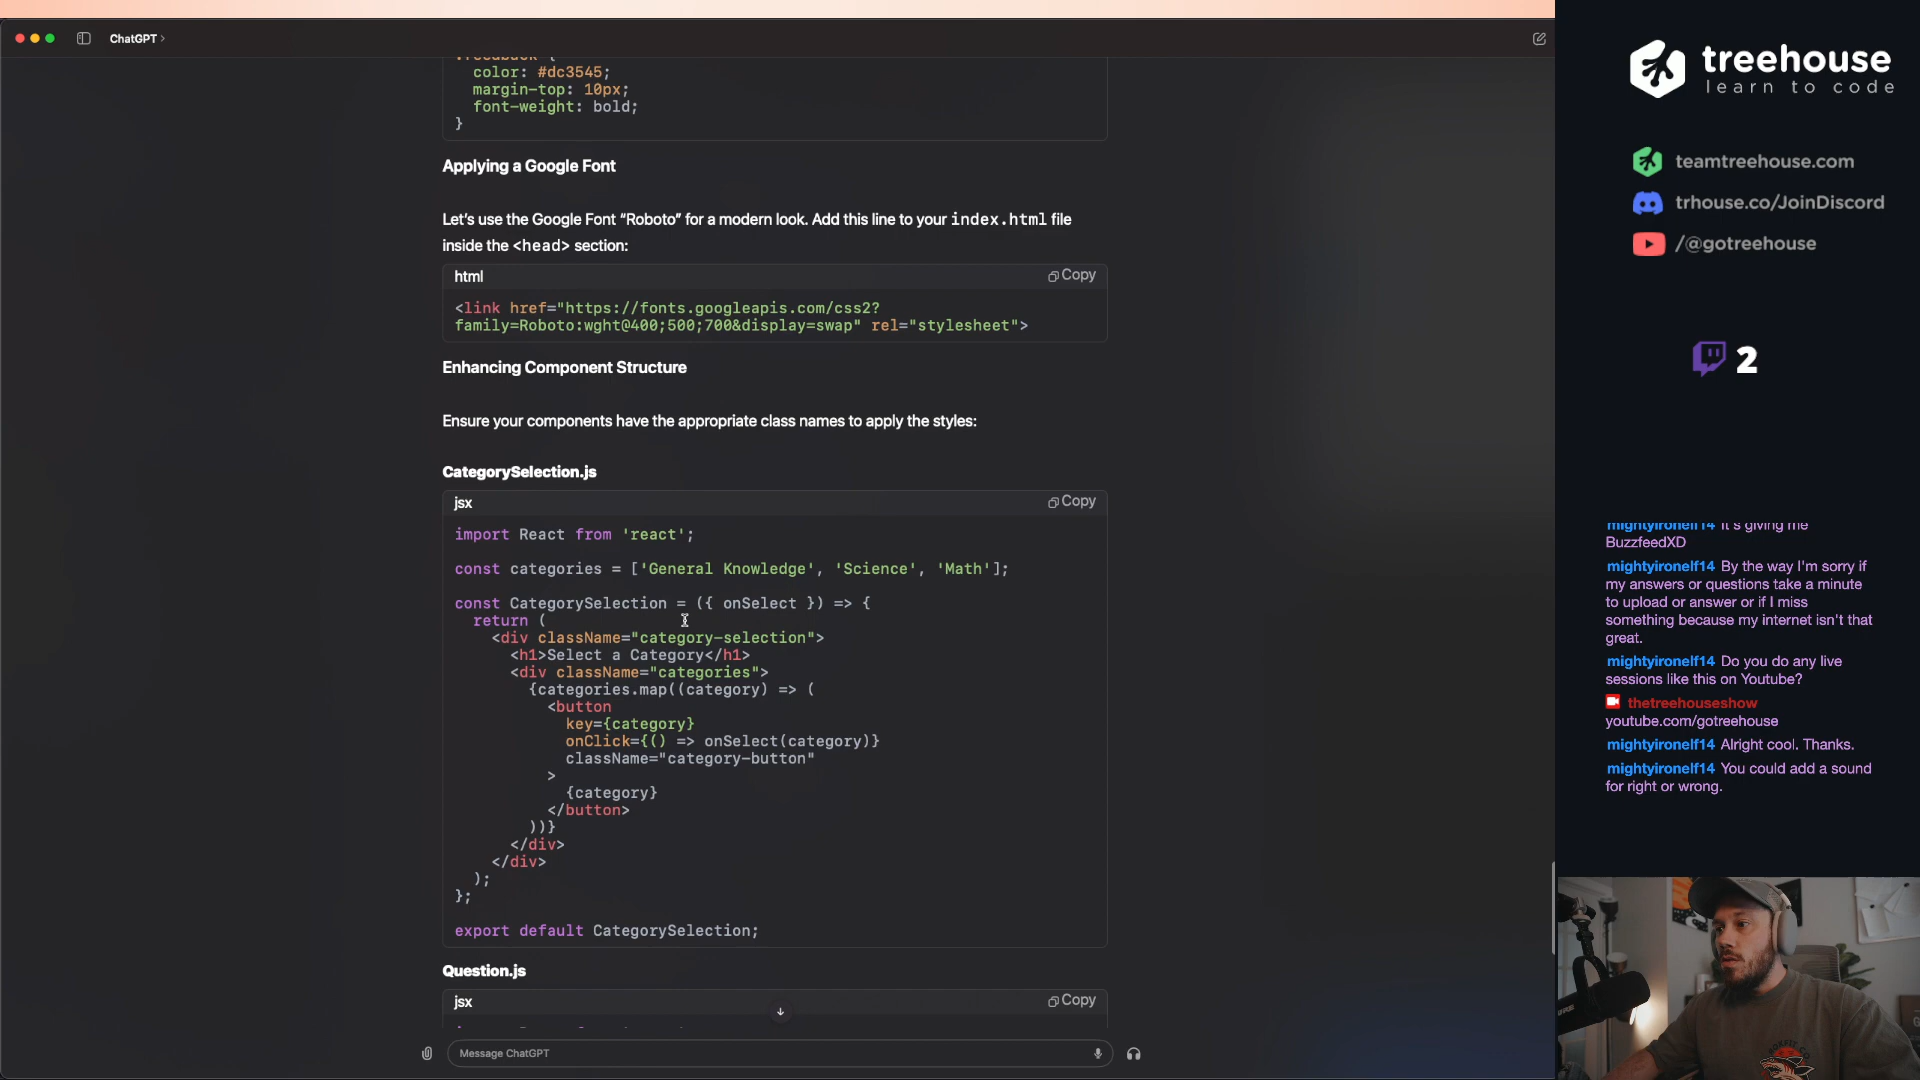 ChatGPT >
.feedback {
color: #dc3545;
margin-top: 10px;
font-weight: bold;
}
Applying a Google Font
Let's use the Google Font “Roboto” for a modern look. Add this line to your index.html file
inside the <head> section:
html
Copy
<link href="https://fonts.googleapis.com/css2?
family=Roboto:wght@400;500;700&display=swap" rel="stylesheet">
Enhancing Component Structure
Ensure your components have the appropriate class names to apply the styles:
CategorySelection.js
jsx
Copy
import React from 'react';
const categories = ['General Knowledge', 'Science', 'Math'];
const CategorySelection = ({ onSelect }) => {
return (
<div className="category-selection">
<h1>Select a Category</h1>
<div className="categories">
{categories.map((category) => (
<button
key={category}
onClick={() => onSelect(category)}
className="category-button"
>
{category}
</button>
))}
</div>
</div>
);
};
export default CategorySelection;
Question.js
jsx
Copy
Message ChatGPT
treehouse
learn to code
teamtreehouse.com
trhouse.co/JoinDiscord
/@gotreehouse
2
mightyironelf14 It's giving me
BuzzfeedXD
mightyironelf14 By the way I'm sorry if
my answers or questions take a minute
to upload or answer or if I miss
something because my internet isn't that
great.
mightyironelf14 Do you do any live
sessions like this on Youtube?
thetreehouseshow
youtube.com/gotreehouse
mightyironelf14 Alright cool. Thanks.
mightyironelf14 You could add a sound
for right or wrong.